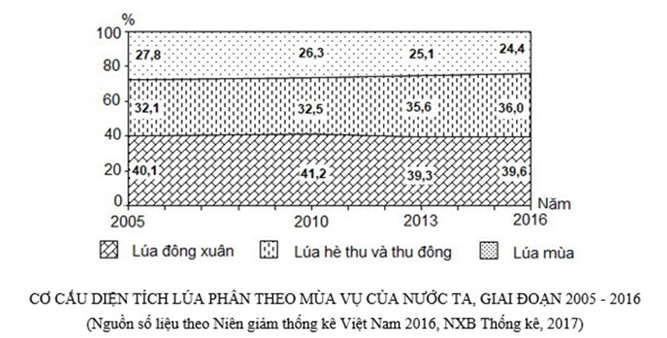 %
100
80
60
40
20
0
27,8 26,3 25,1 24,4
32,1 32,5 35,6 36,0
40,1 41,2 39,3 39,6
Năm
2005 2010 2013 2016
Lúa đông xuân Lúa hè thu và thu đông Lúa mùa
CƠ CẤU DIỆN TÍCH LÚA PHÂN THEO MÙA VỤ CỦA NƯỚC TA, GIAI ĐOẠN 2005 - 2016
(Nguồn số liệu theo Niên giám thống kê Việt Nam 2016, NXB Thống kê, 2017)